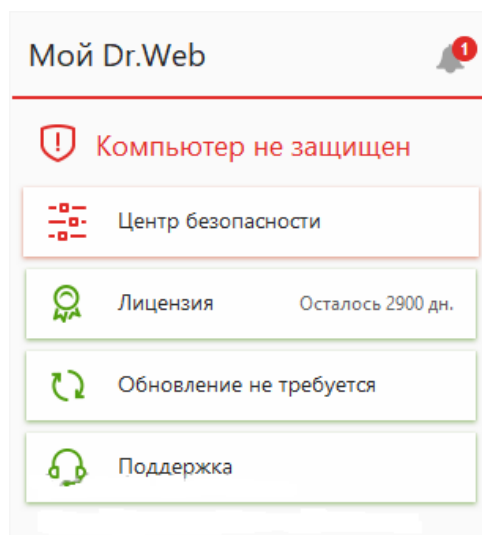 Мой Dr.Web
1
Компьютер не защищен
Центр безопасности
Лицензия Осталось 2900 дн.
Обновление не требуется
Поддержка